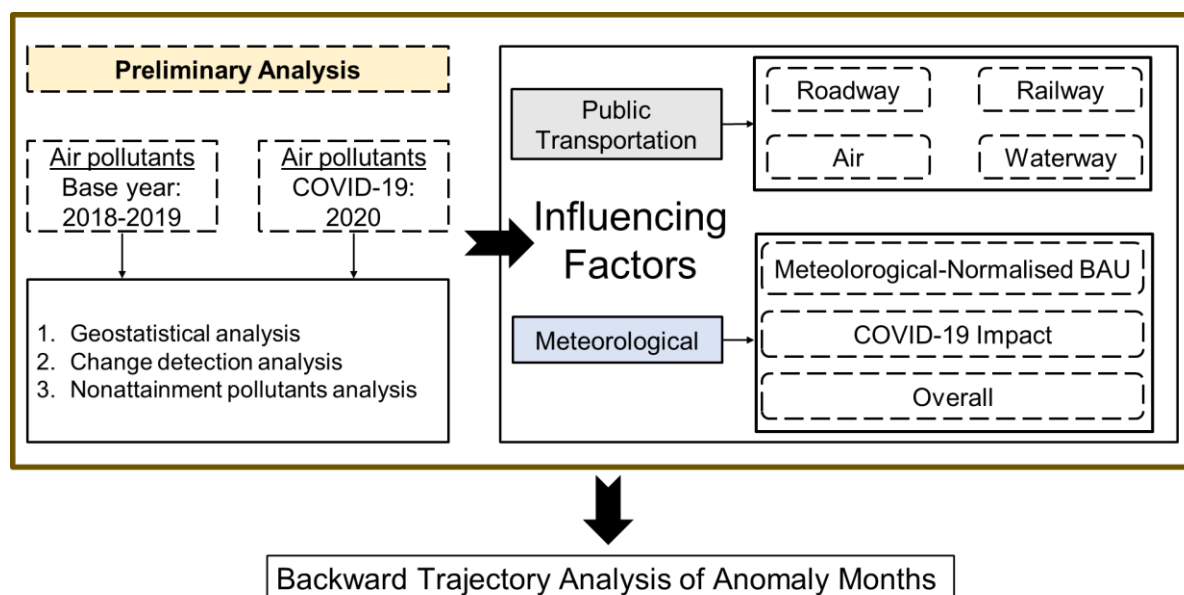 Preliminary Analysis
Air pollutants
Base year:
2018-2019
Air pollutants
COVID-19:
2020
1. Geostatistical analysis
2. Change detection analysis
3. Nonattainment pollutants analysis
Influencing
Factors
Public
Transportation
Roadway
Railway
Air
Waterway
Meteorological
Meteolorogical-Normalised BAU
COVID-19 Impact
Overall
Backward Trajectory Analysis of Anomaly Months